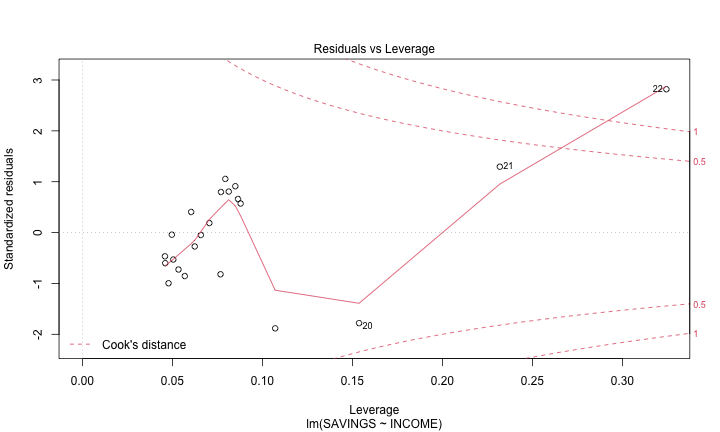 Residuals vs Leverage
Standardized residuals
3
2
1
0
-1
-2
22
21
20
1
0.5
0.5
1
Cook's distance
0.00 0.05 0.10 0.15 0.20 0.25 0.30
Leverage
lm(SAVINGS ~ INCOME)